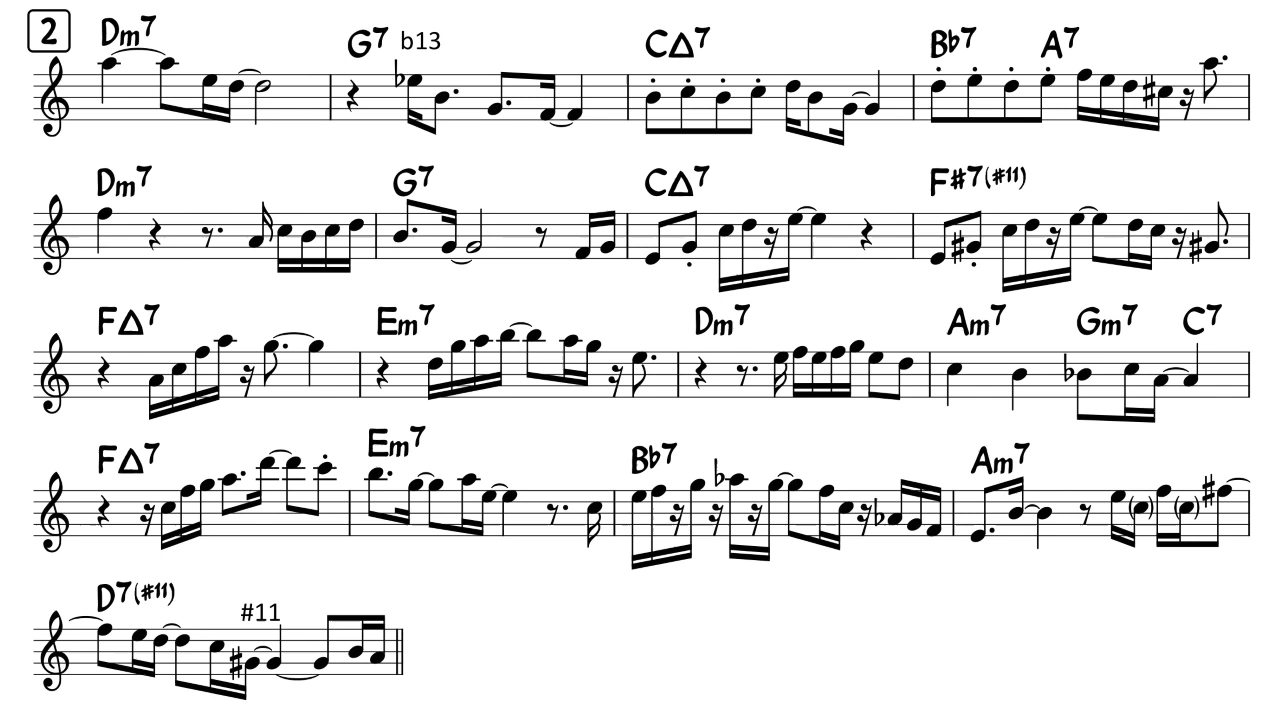 2 Dm7 G7 b13 CΔ7 Bb7 A7
Dm7 G7 CΔ7 F#7(#11)
FΔ7 Em7 Dm7 Am7 Gm7 C7
FΔ7 Em7 Bb7 Am7
D7(#11) #11